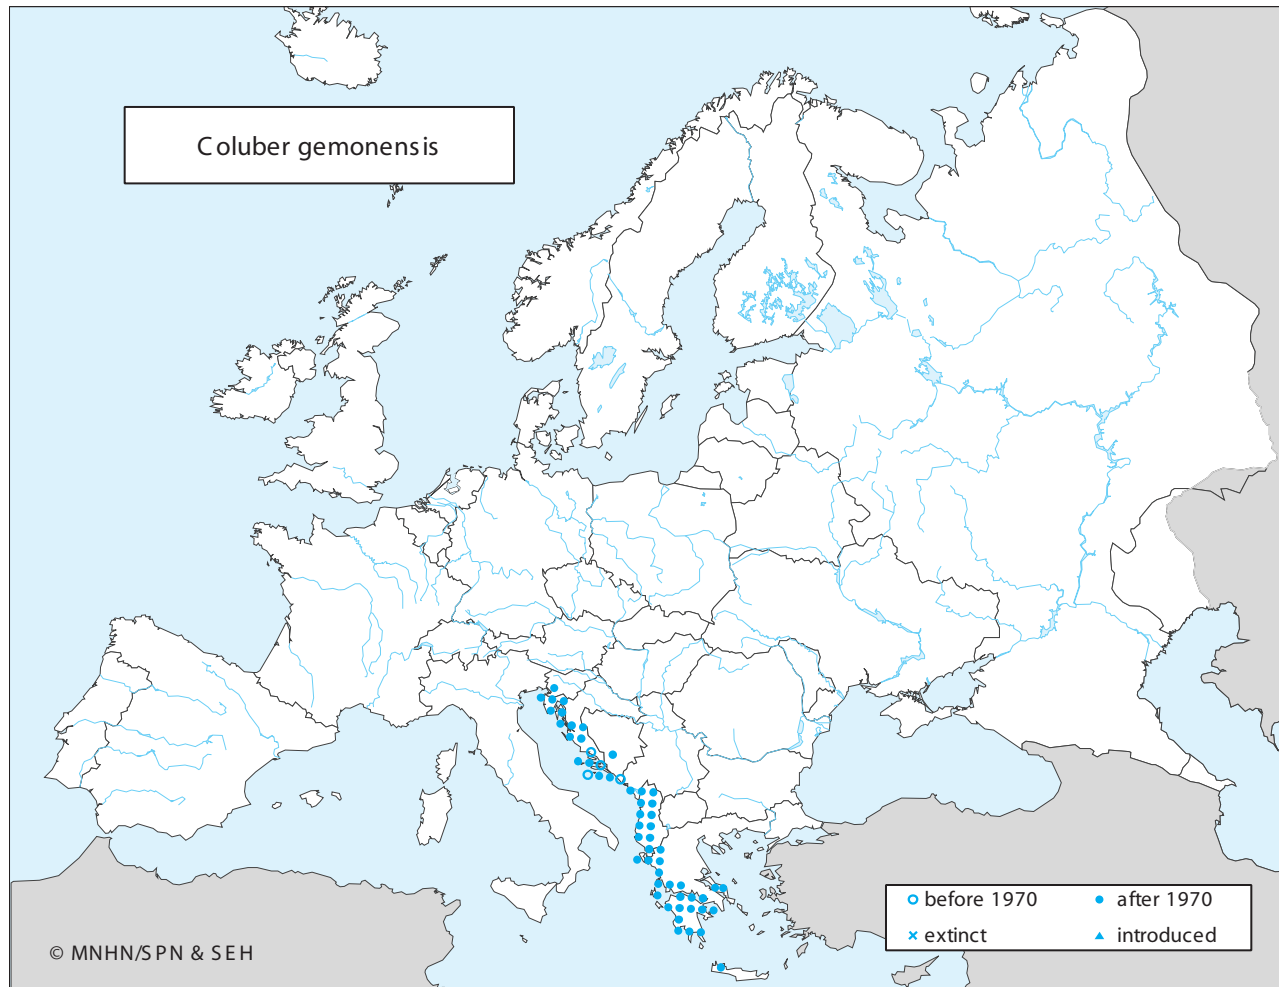 Coluber gemonensis
before 1970
after 1970
extinct
introduced
© MNHN/SPN & SEH